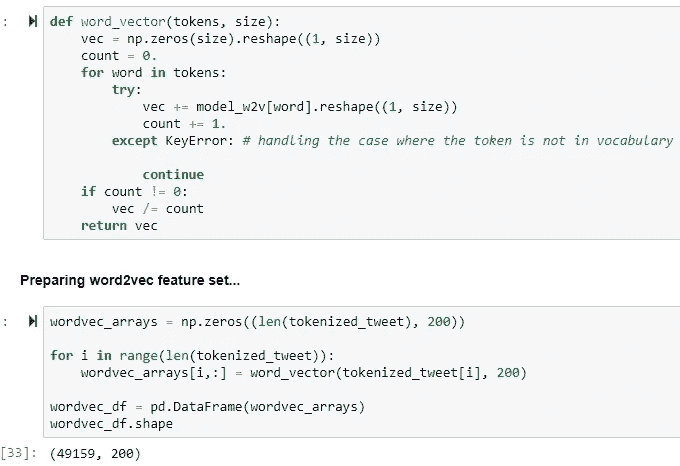 : def word_vector(tokens, size):
    vec = np.zeros(size).reshape((1, size))
    count = 0.
    for word in tokens:
        try:
            vec += model_w2v[word].reshape((1, size))
            count += 1.
        except KeyError: # handling the case where the token is not in vocabulary
            continue
    if count != 0:
        vec /= count
    return vec
Preparing word2vec feature set...
: wordvec_arrays = np.zeros((len(tokenized_tweet), 200))
for i in range(len(tokenized_tweet)):
    wordvec_arrays[i,:] = word_vector(tokenized_tweet[i], 200)
wordvec_df = pd.DataFrame(wordvec_arrays)
wordvec_df.shape
[33]: (49159, 200)